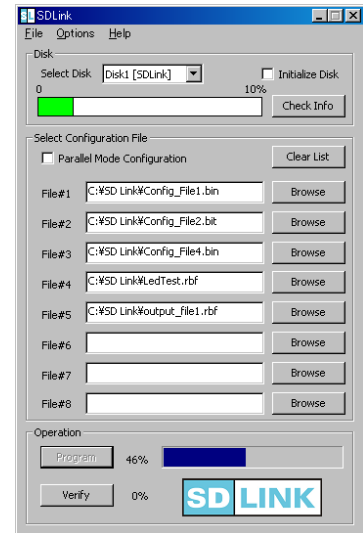 SDLink
File Options Help
Disk
Select Disk Disk1 [SDLink] Initialize Disk
0 10%
Check Info
Select Configuration File
Parallel Mode Configuration Clear List
File#1 C:¥SD Link¥Config_File1.bin Browse
File#2 C:¥SD Link¥Config_File2.bit Browse
File#3 C:¥SD Link¥Config_File4.bin Browse
File#4 C:¥SD Link¥LedTest.rbf Browse
File#5 C:¥SD Link¥output_file1.rbf Browse
File#6 Browse
File#7 Browse
File#8 Browse
Operation
Program 46%
Verify 0% SD LINK